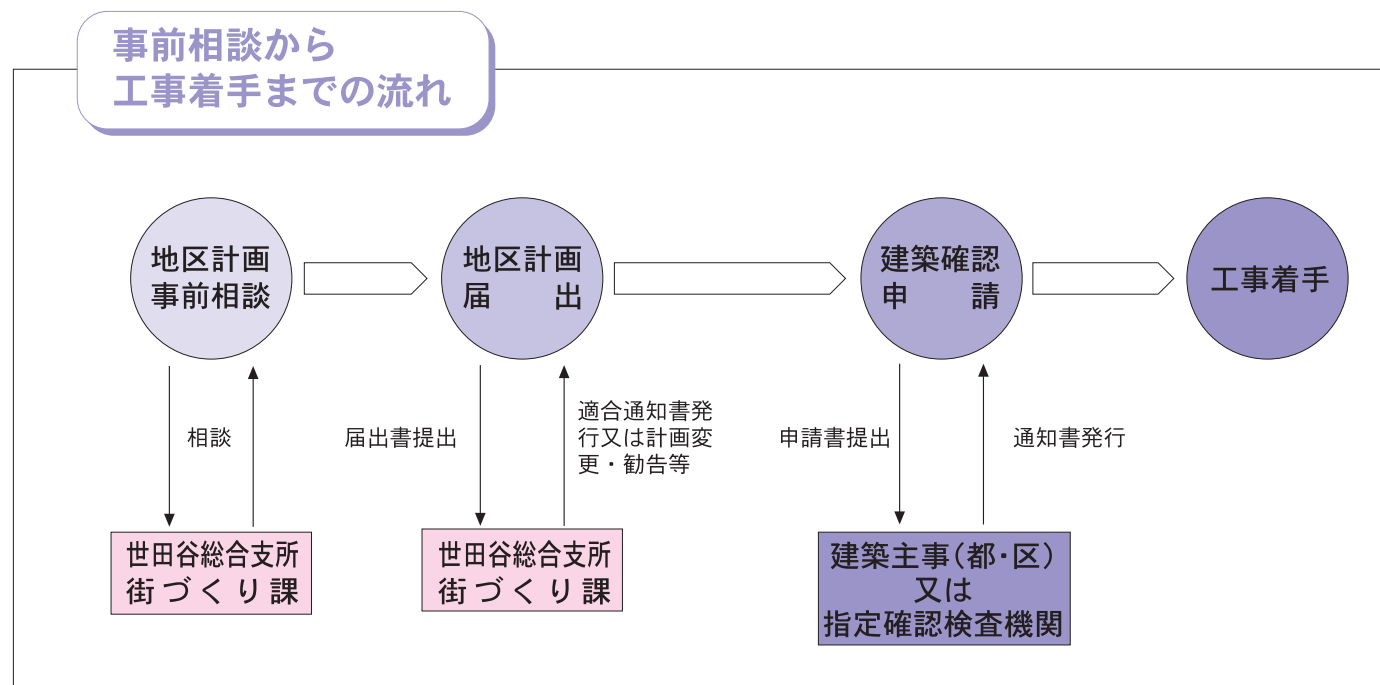 事前相談から
工事着手までの流れ
地区計画
事前相談
地区計画
届出
建築確認
申請
工事着手
相談
届出書提出
適合通知書発
行又は計画変
更・勧告等
申請書提出
通知書発行
世田谷総合支所
街づくり課
世田谷総合支所
街づくり課
建築主事(都・区)
又は
指定確認検査機関